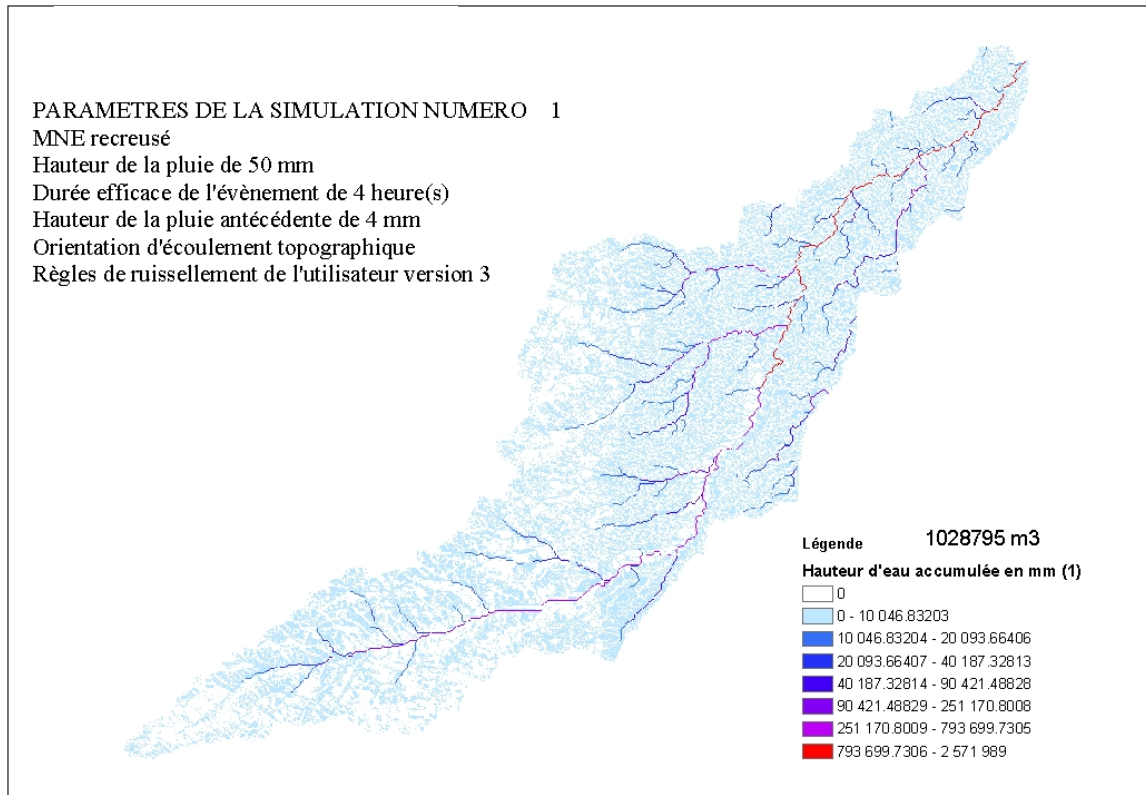 PARAMETRES DE LA SIMULATION NUMERO 1
MNE recreusé
Hauteur de la pluie de 50 mm
Durée efficace de l'évènement de 4 heure(s)
Hauteur de la pluie antécédente de 4 mm
Orientation d'écoulement topographique
Règles de ruissellement de l'utilisateur version 3
Légende 1028795 m3
Hauteur d'eau accumulée en mm (1)
0
0 - 10 046.83203
10 046.83204 - 20 093.66406
20 093.66407 - 40 187.32813
40 187.32814 - 90 421.48828
90 421.48829 - 251 170.8008
251 170.8009 - 793 699.7305
793 699.7306 - 2 571 989